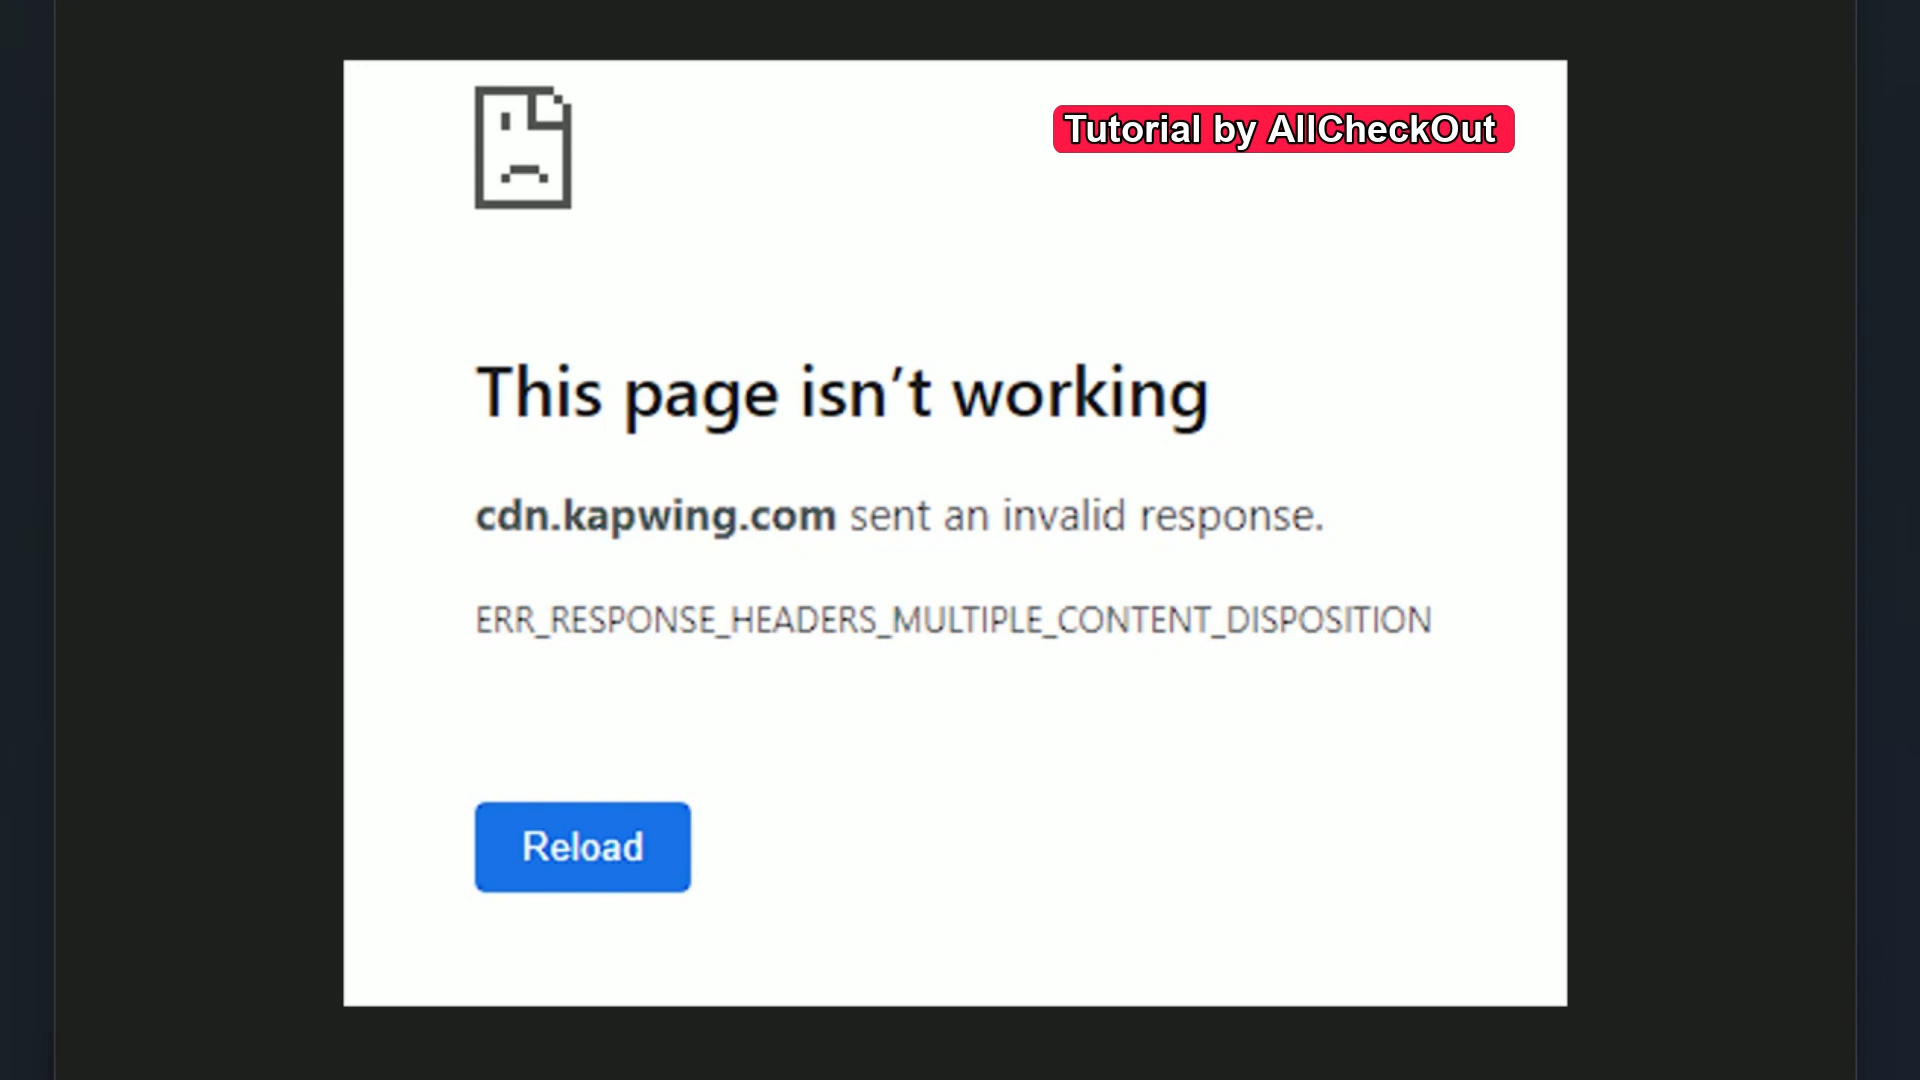 Tutorial by AllCheckOut
This page isn’t working
cdn.kapwing.com sent an invalid response.
ERR_RESPONSE_HEADERS_MULTIPLE_CONTENT_DISPOSITION
Reload